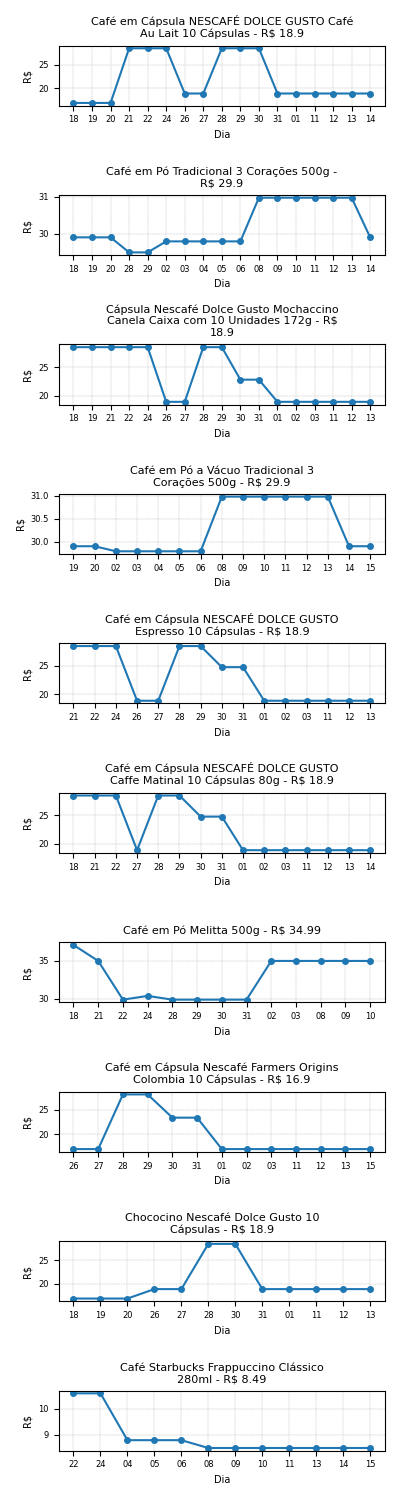 Café em Cápsula NESCAFÉ DOLCE GUSTO Café
Au Lait 10 Cápsulas - R$ 18.9
25
20
R$
18 19 20 21 22 24 26 27 28 29 30 31 01 11 12 13 14
Dia
Café em Pó Tradicional 3 Corações 500g -
R$ 29.9
31
30
R$
18 19 20 28 29 02 03 04 05 06 08 09 10 11 12 13 14
Dia
Cápsula Nescafé Dolce Gusto Mochaccino
Canela Caixa com 10 Unidades 172g - R$
18.9
25
20
R$
18 19 21 22 24 26 27 28 29 30 31 01 02 03 11 12 13
Dia
Café em Pó a Vácuo Tradicional 3
Corações 500g - R$ 29.9
31.0
30.5
30.0
R$
19 20 02 03 04 05 06 08 09 10 11 12 13 14 15
Dia
Café em Cápsula NESCAFÉ DOLCE GUSTO
Espresso 10 Cápsulas - R$ 18.9
25
20
R$
21 22 24 26 27 28 29 30 31 01 02 03 11 12 13
Dia
Café em Cápsula NESCAFÉ DOLCE GUSTO
Caffe Matinal 10 Cápsulas 80g - R$ 18.9
25
20
R$
18 21 22 27 28 29 30 31 01 02 03 11 12 13 14
Dia
Café em Pó Melitta 500g - R$ 34.99
35
30
R$
18 21 22 24 28 29 30 31 02 03 08 09 10
Dia
Café em Cápsula Nescafé Farmers Origins
Colombia 10 Cápsulas - R$ 16.9
25
20
R$
26 27 28 29 30 31 01 02 03 11 12 13 15
Dia
Chococino Nescafé Dolce Gusto 10
Cápsulas - R$ 18.9
25
20
R$
18 19 20 26 27 28 30 31 01 11 12 13
Dia
Café Starbucks Frappuccino Clássico
280ml - R$ 8.49
10
9
R$
22 24 04 05 06 08 09 10 11 13 14 15
Dia